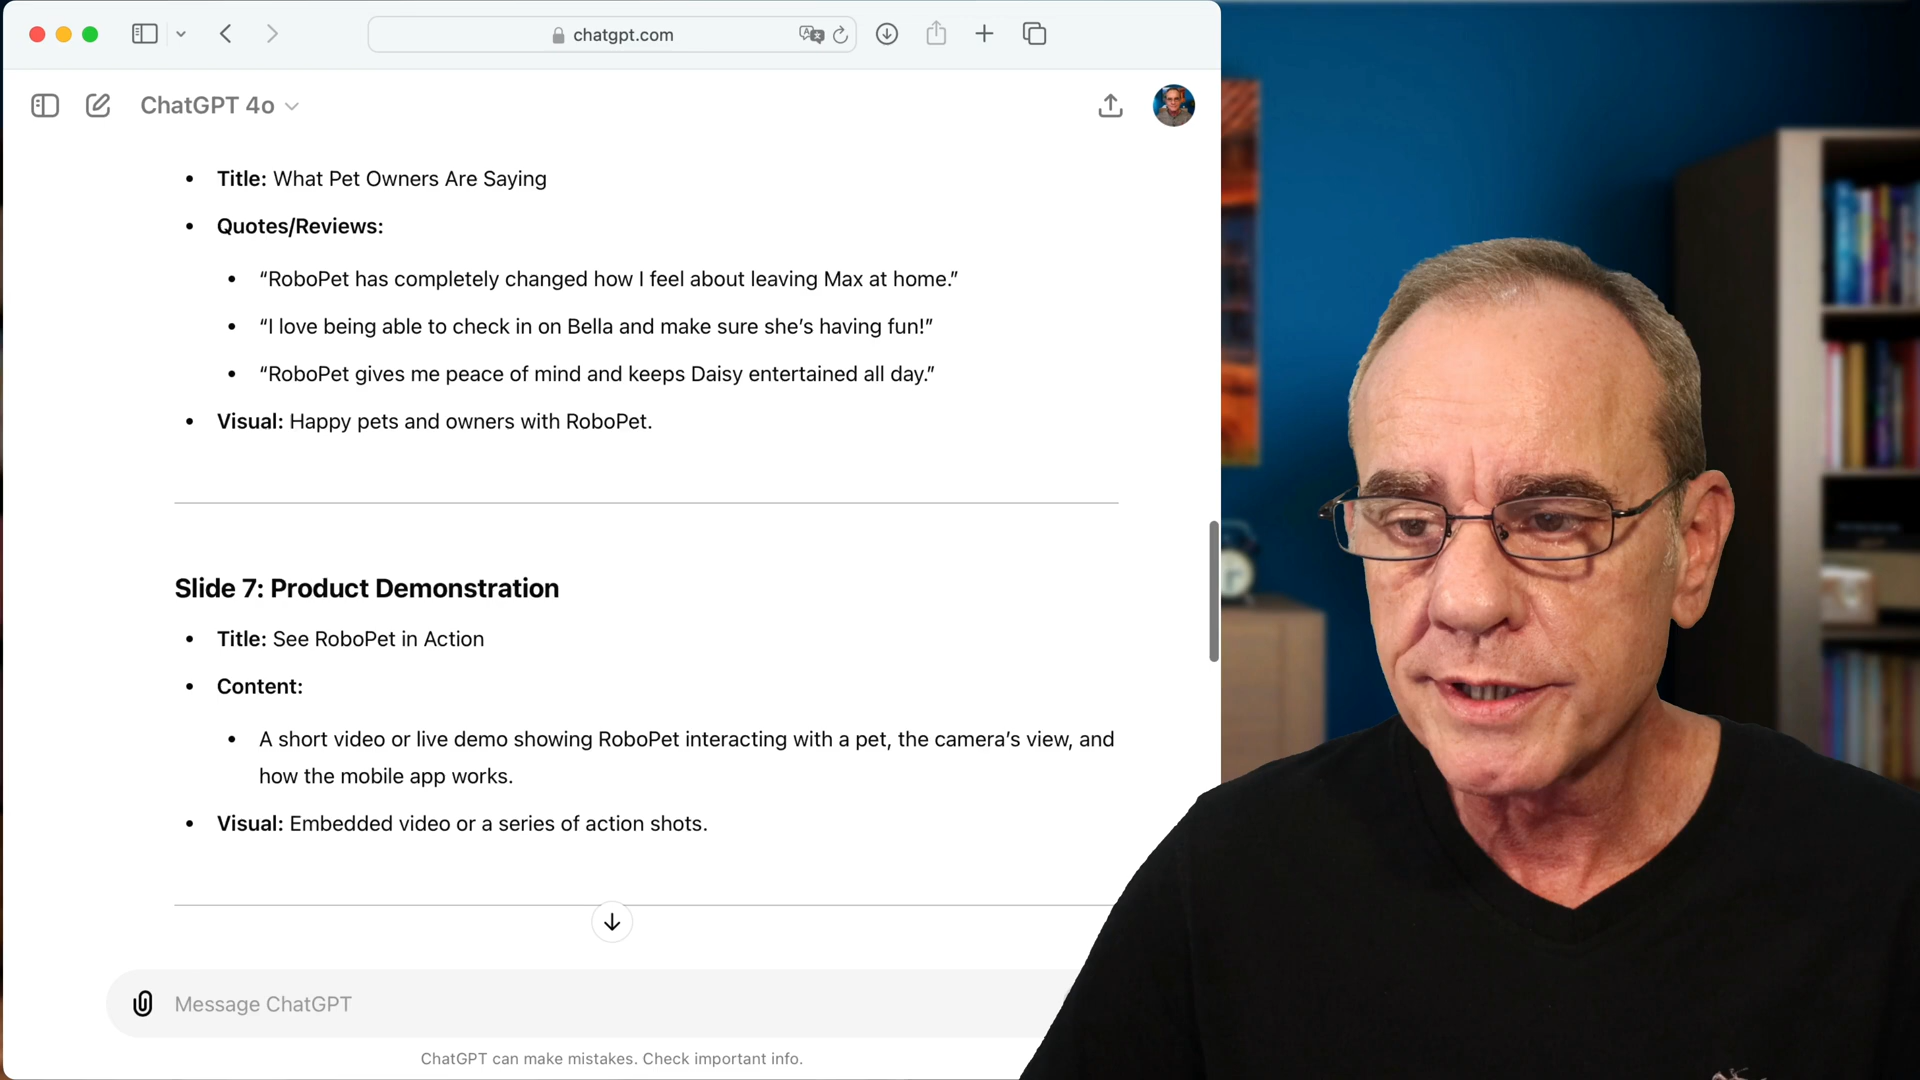 chatgpt.com
ChatGPT 4o
• Title: What Pet Owners Are Saying
• Quotes/Reviews:
• “RoboPet has completely changed how I feel about leaving Max at home.”
• “I love being able to check in on Bella and make sure she’s having fun!”
• “RoboPet gives me peace of mind and keeps Daisy entertained all day.”
• Visual: Happy pets and owners with RoboPet.
Slide 7: Product Demonstration
• Title: See RoboPet in Action
• Content:
• A short video or live demo showing RoboPet interacting with a pet, the camera’s view, and
how the mobile app works.
• Visual: Embedded video or a series of action shots.
Message ChatGPT
ChatGPT can make mistakes. Check important info.